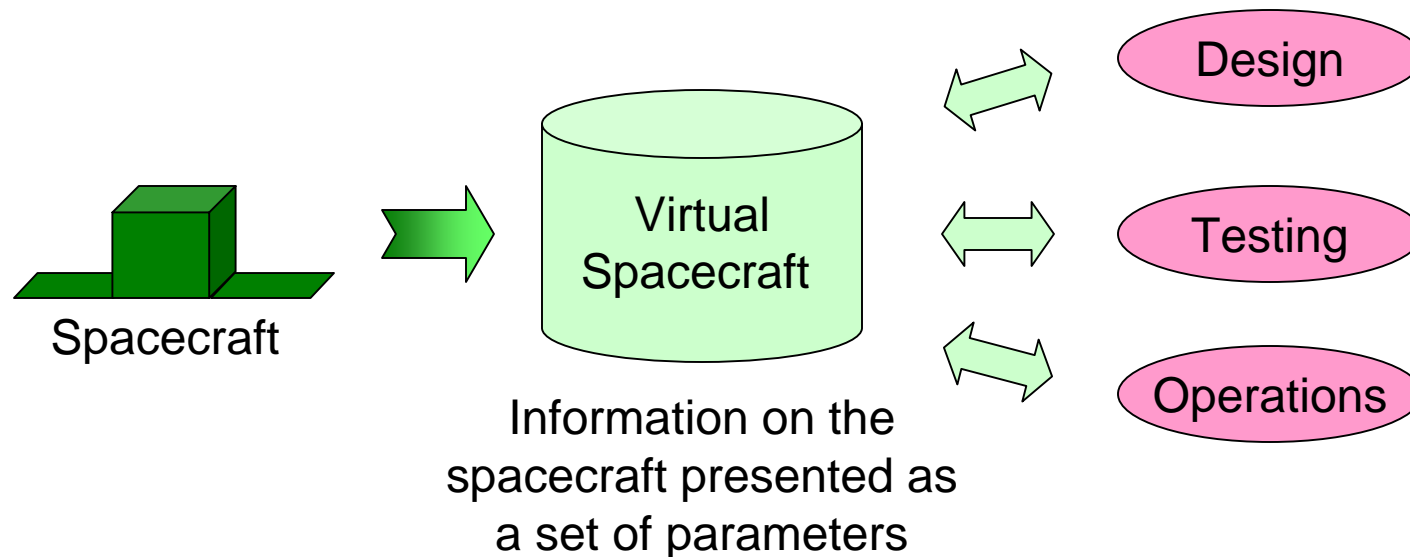 Spacecraft
Virtual
Spacecraft
Information on the
spacecraft presented as
a set of parameters
Design
Testing
Operations